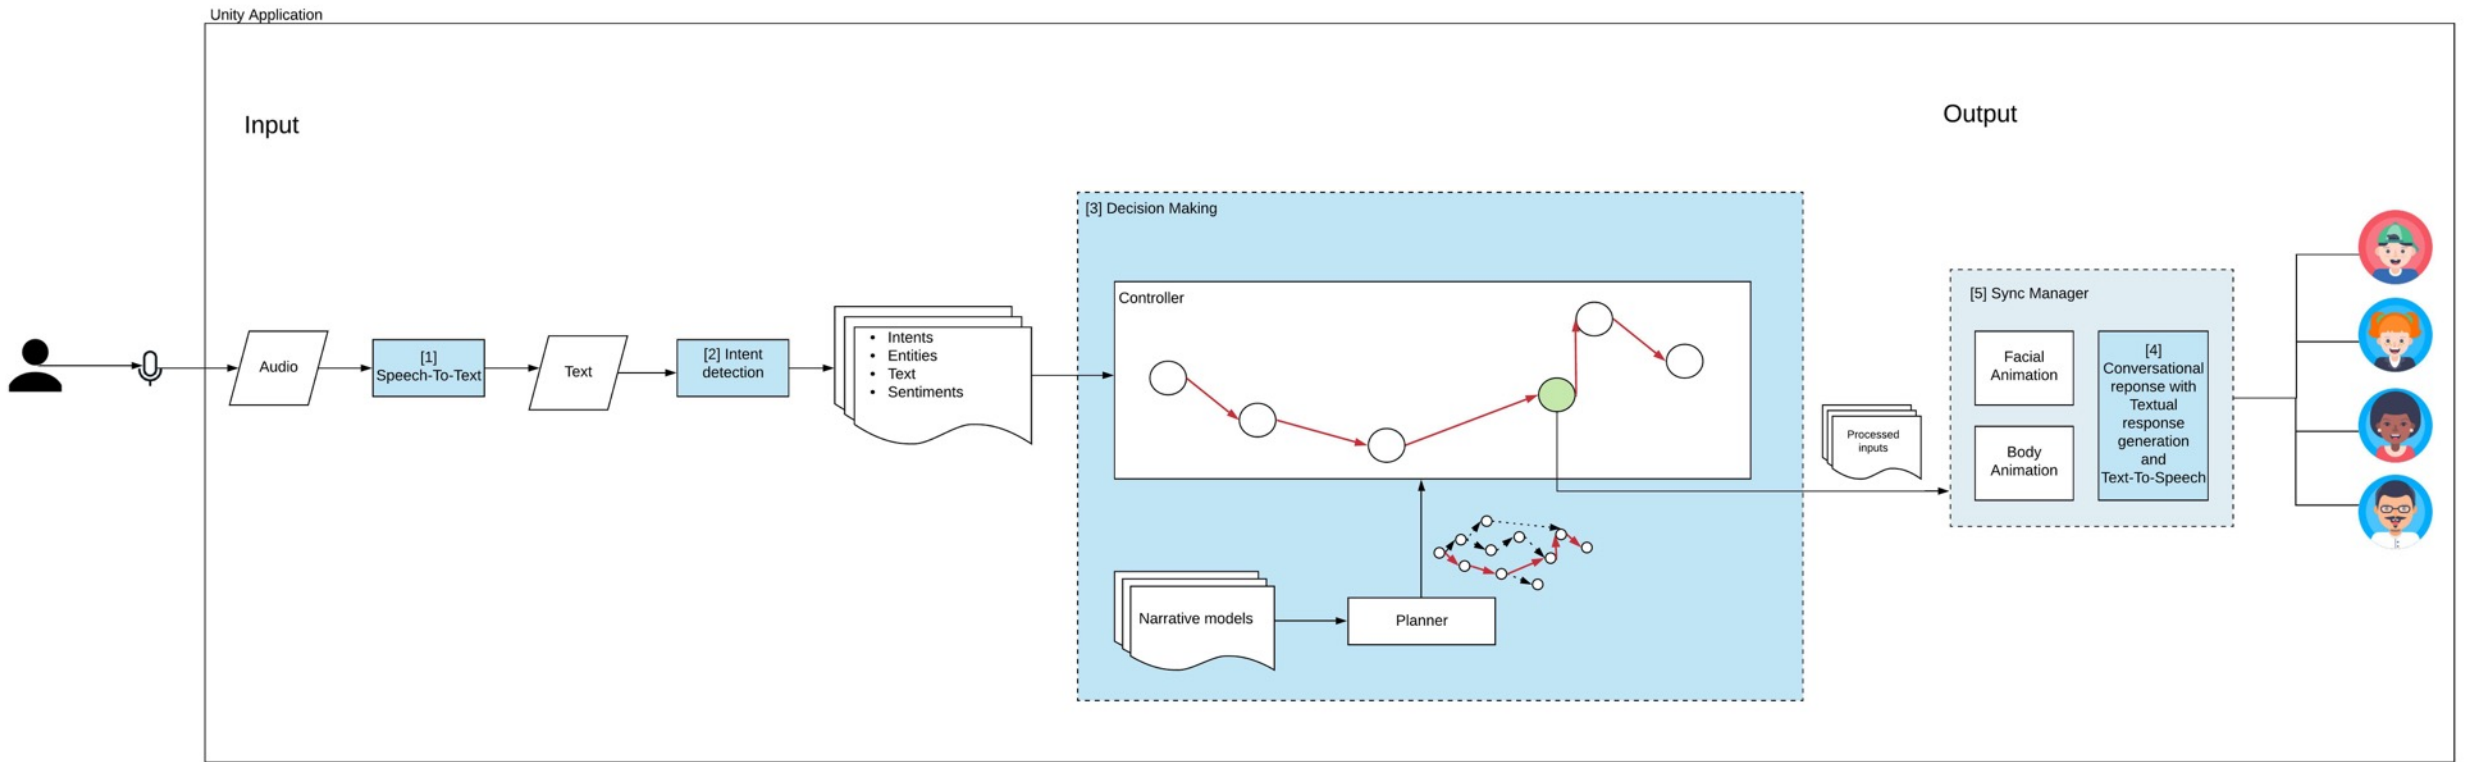 Unity Application
Input
Output
Audio
[1]
Speech-To-Text
Text
[2] Intent
detection
• Intents
• Entities
• Text
• Sentiments
[3] Decision Making
Controller
Narrative models
Planner
Processed
inputs
[5] Sync Manager
Facial
Animation
Body
Animation
[4]
Conversational
reponse with
Textual
response
generation
and
Text-To-Speech